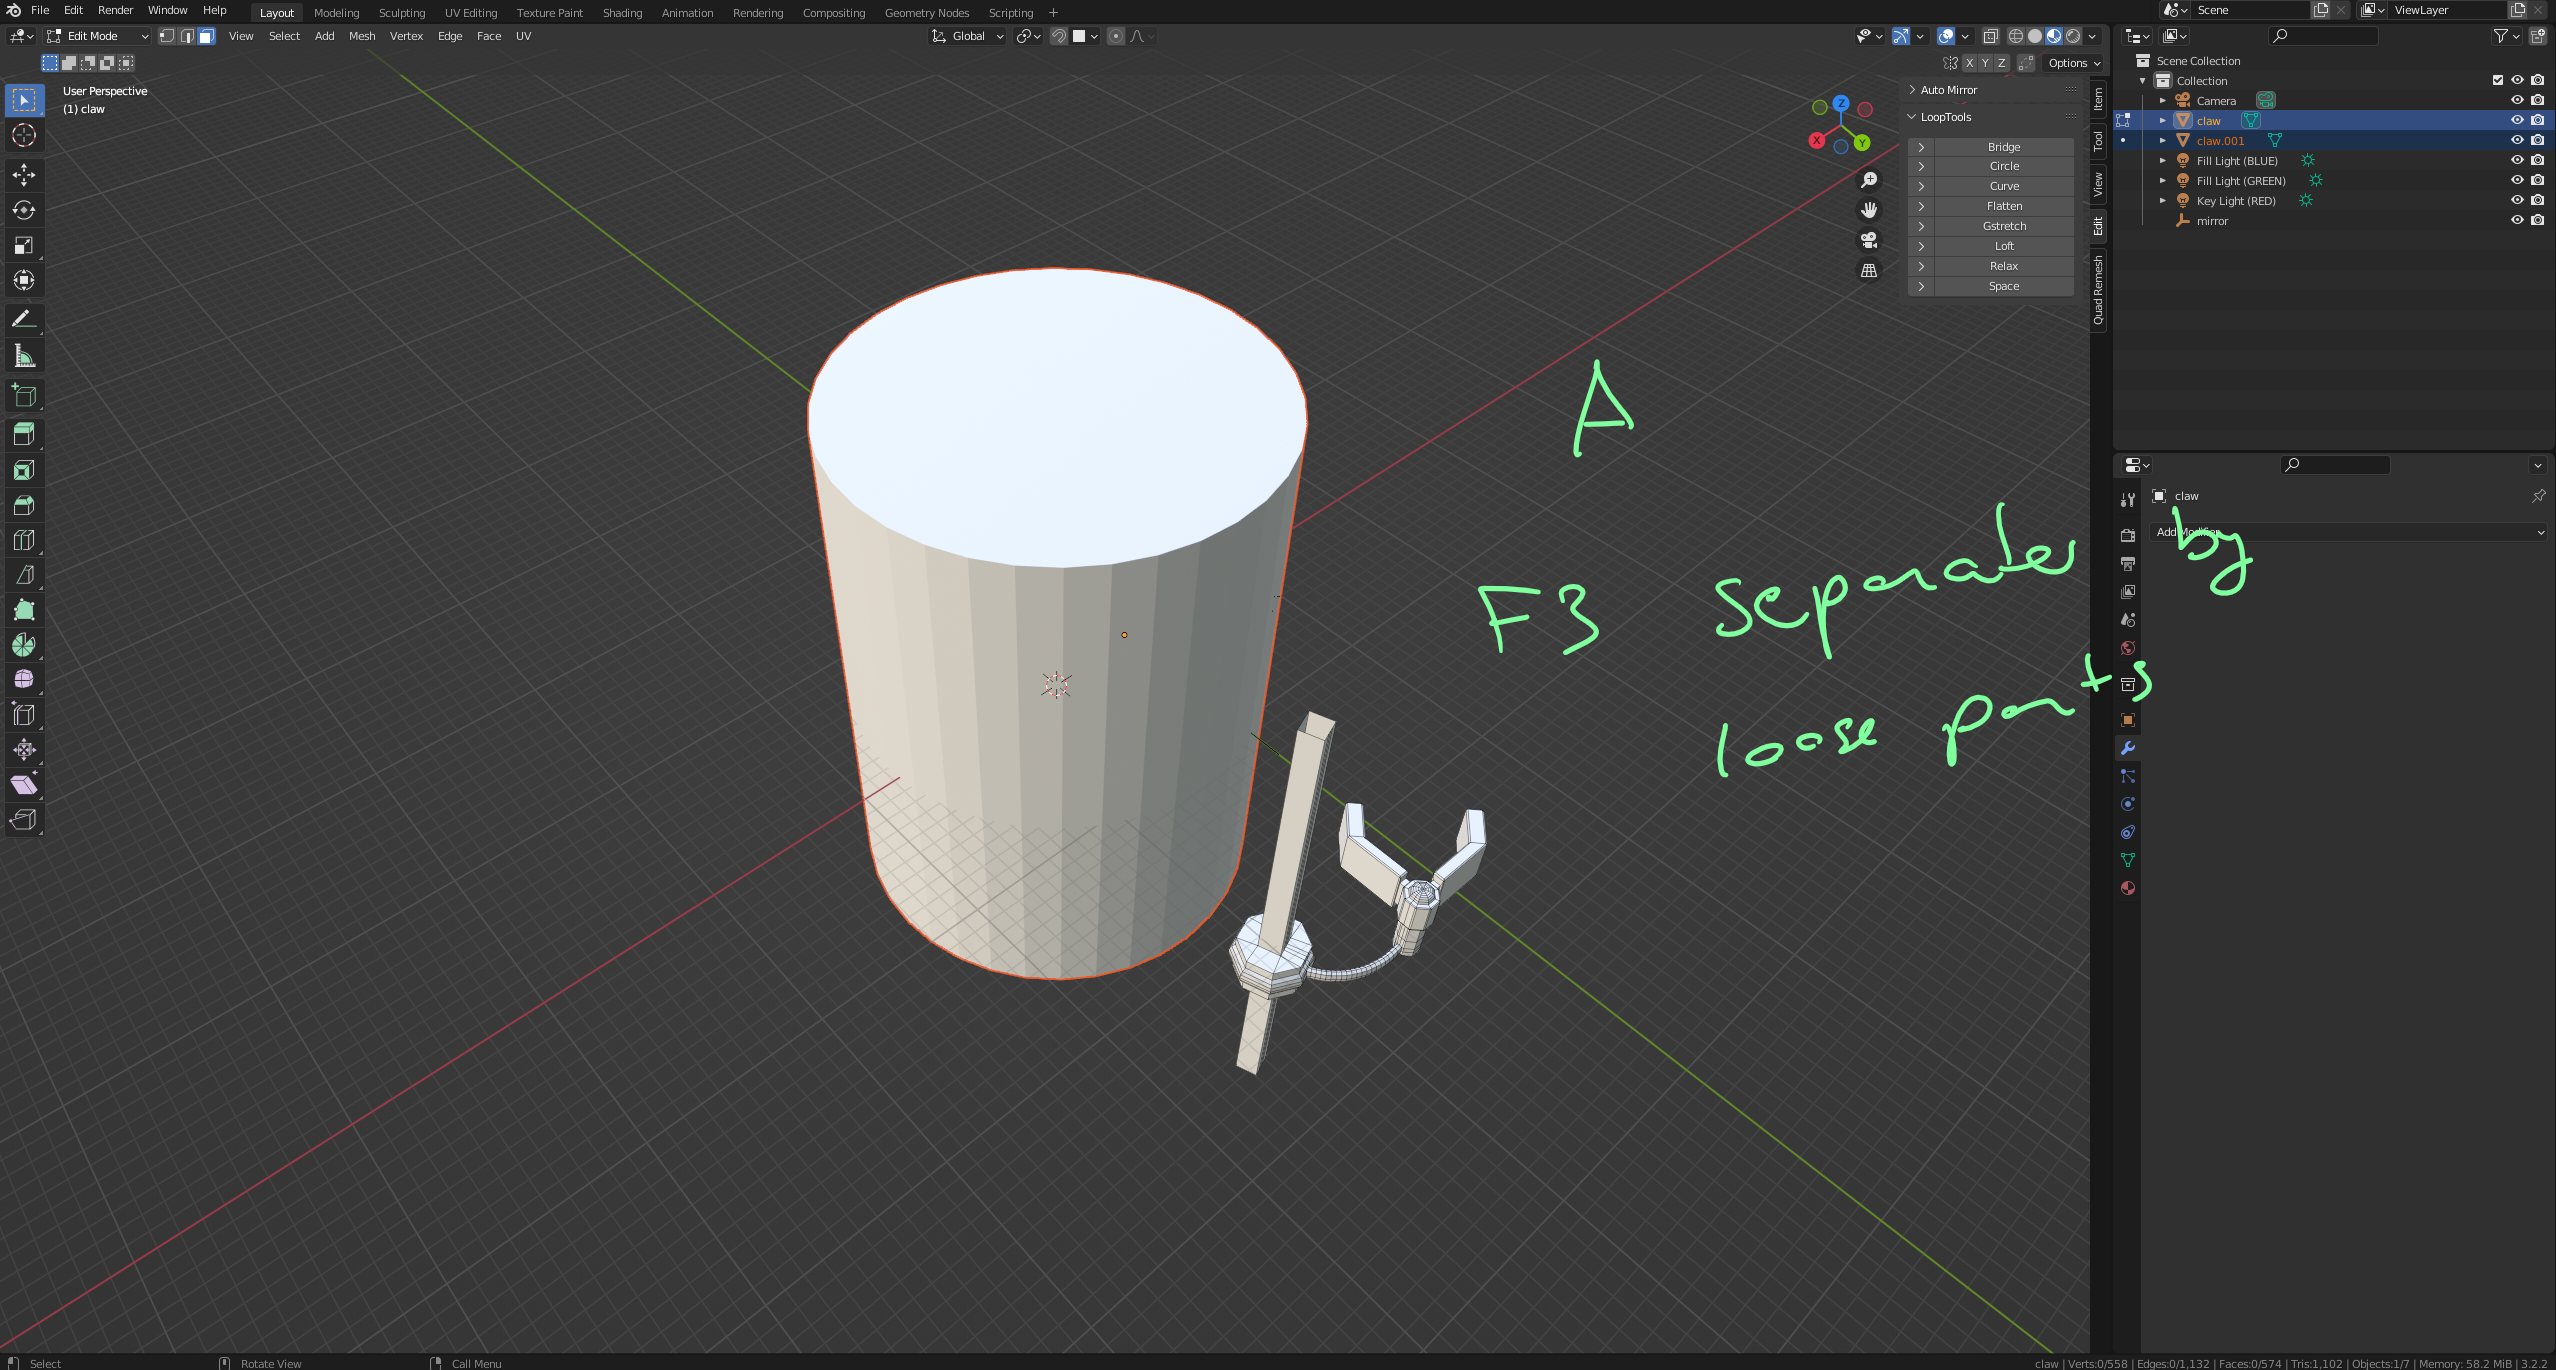 File Edit Render Window Help Layout Modeling Sculpting UV Editing Texture Paint Shading Animation Rendering Compositing Geometry Nodes Scripting + Scene ViewLayer
Edit Mode View Select Add Mesh Vertex Edge Face UV Global
X Y Z Options
User Perspective
(1) claw
Z
X
Y
Auto Mirror
LoopTools
Bridge
Circle
Curve
Flatten
Gstretch
Loft
Relax
Space
Item
Tool
View
Edit
Quad Remesh
Scene Collection
Collection
Camera
claw
claw.001
Fill Light (BLUE)
Fill Light (GREEN)
Key Light (RED)
mirror
claw
Add Modifier
A
F3 separate by
loose parts
Select Rotate View Call Menu claw | Verts:0/558 | Edges:0/1,132 | Faces:0/574 | Tris:1,102 | Objects:1/7 | Memory: 58.2 MiB | 3.2.2